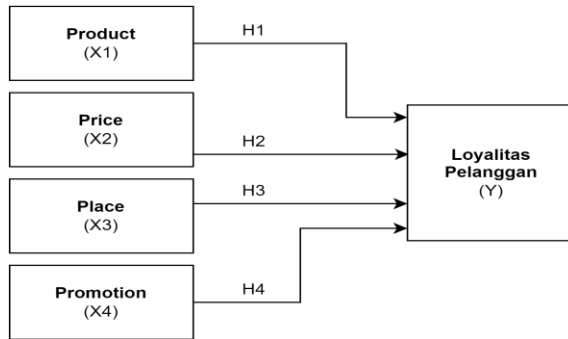 Product
(X1)
H1
Price
(X2)
H2
Place
(X3)
H3
Promotion
(X4)
H4
Loyalitas
Pelanggan
(Y)